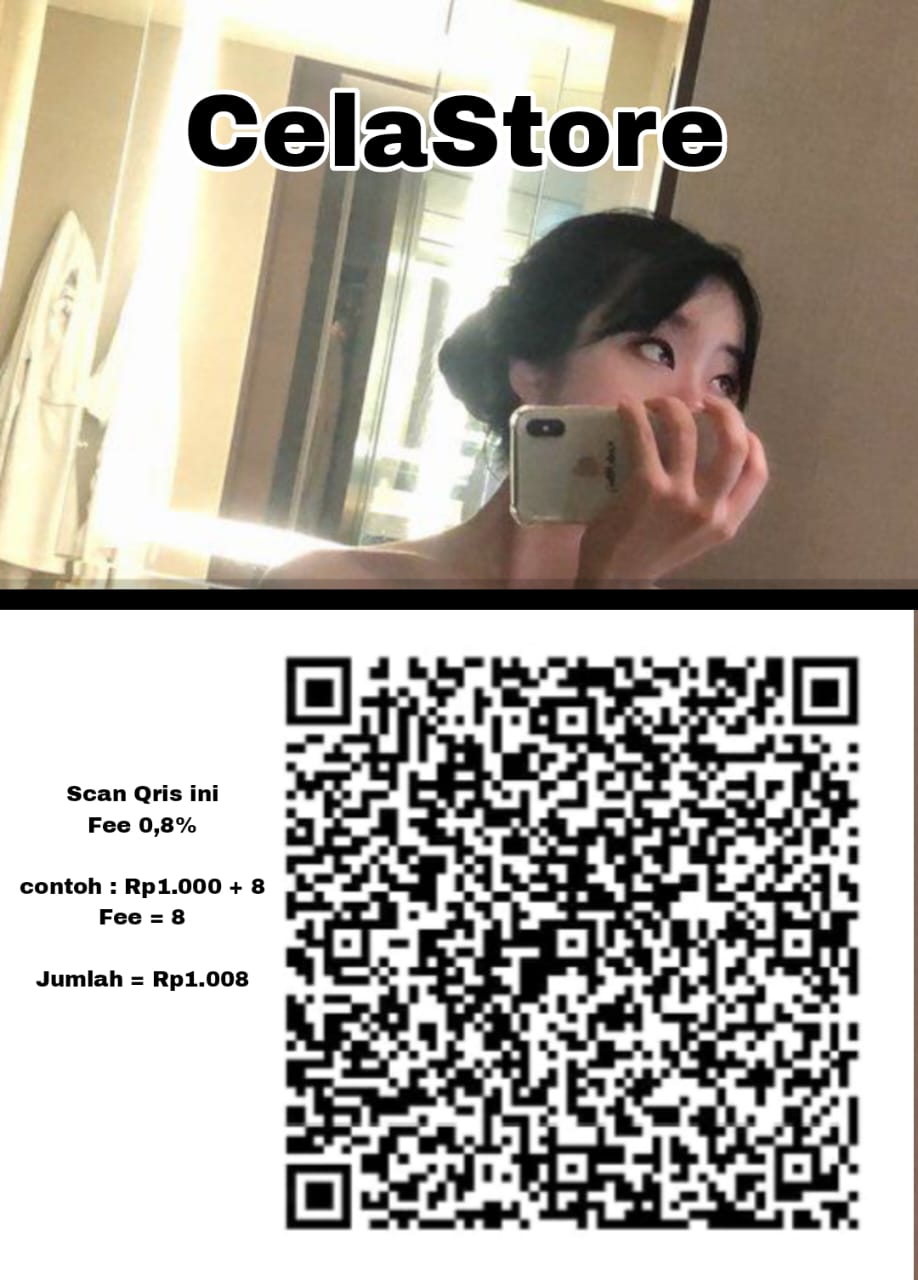 CelaStore
Scan Qris ini
Fee 0,8%
contoh : Rp1.000 + 8
Fee = 8
Jumlah = Rp1.008